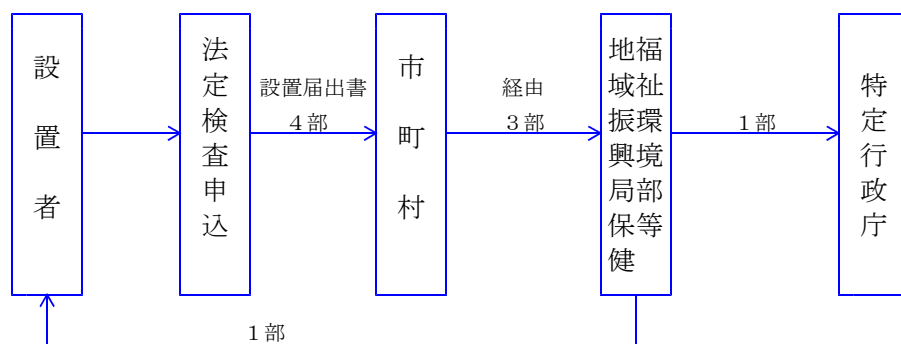 設置者
法定検査申込
設置届出書
４部
市町村
経由
３部
地域振興局保健
福祉環境部等
１部
特定行政庁
１部